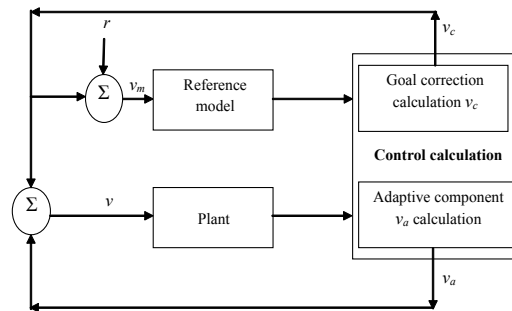 r
v_c
Σ
v_m
Reference
model
Goal correction
calculation v_c
Control calculation
Σ
v
Plant
Adaptive component
v_a calculation
v_a